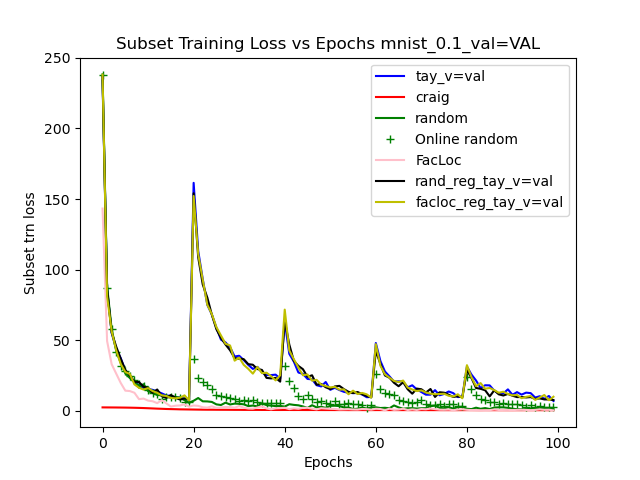 Subset Training Loss vs Epochs mnist_0.1_val=VAL
250
200
150
100
50
0
Subset trn loss
tay_v=val
craig
random
Online random
FacLoc
rand_reg_tay_v=val
facloc_reg_tay_v=val
0
20
40
60
80
100
Epochs